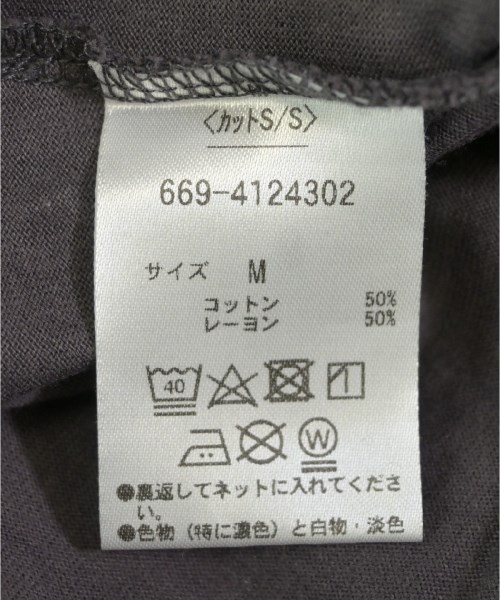 〈カットS/S〉
669-4124302
サイズ M
コットン 50%
レーヨン 50%
40
W
●裏返してネットに入れてくださ
い。
●色物（特に濃色）と白物・淡色